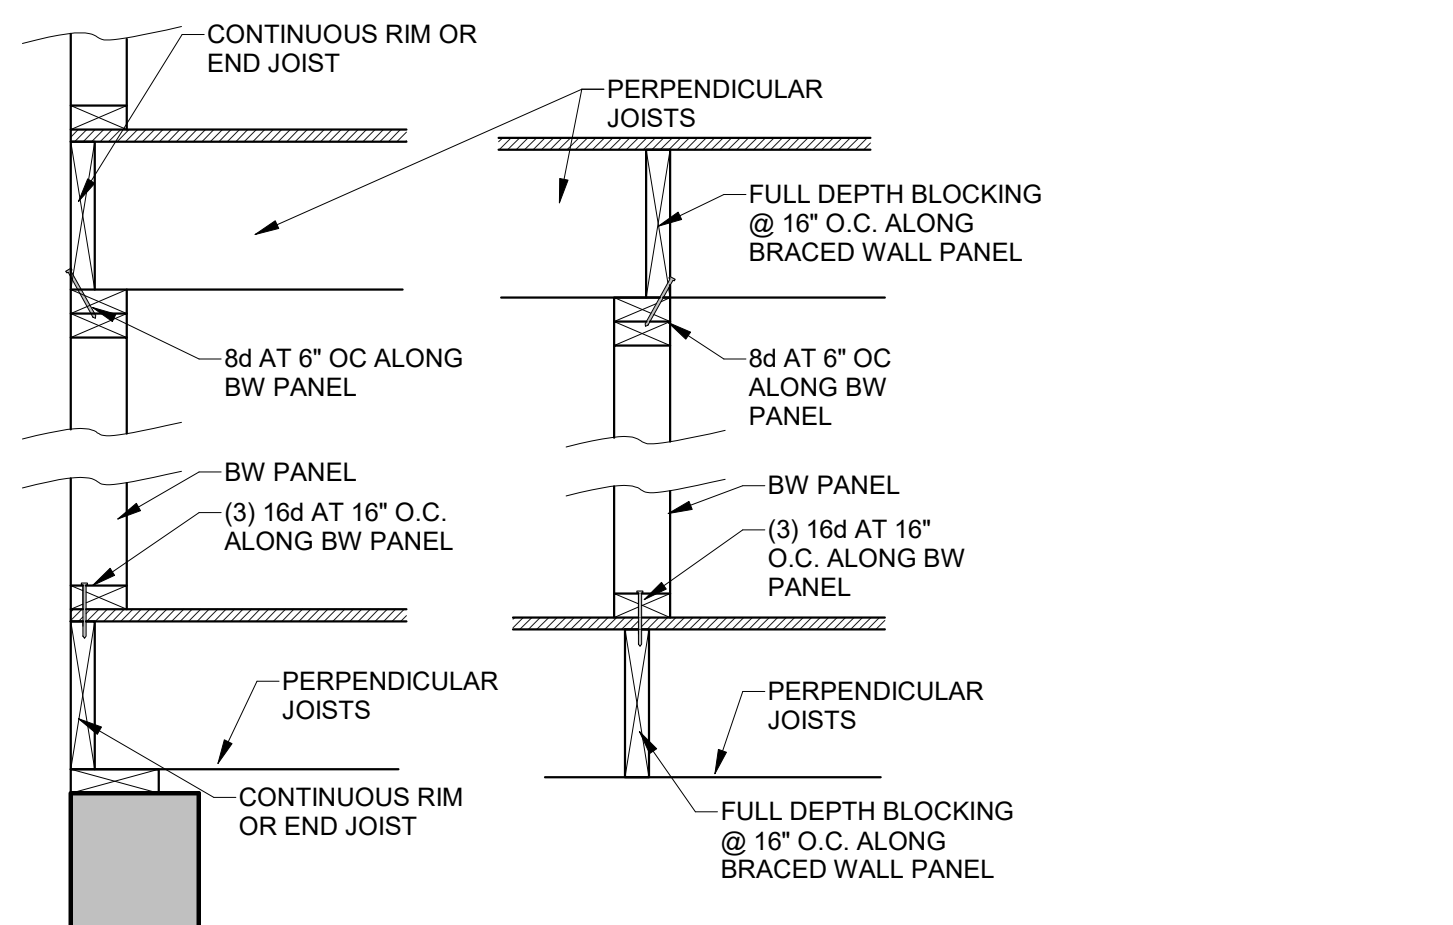 CONTINUOUS RIM OR
END JOIST
PERPENDICULAR
JOISTS
FULL DEPTH BLOCKING
@ 16" O.C. ALONG
BRACED WALL PANEL
8d AT 6" OC ALONG
BW PANEL
8d AT 6" OC
ALONG BW
PANEL
BW PANEL
(3) 16d AT 16" O.C.
ALONG BW PANEL
BW PANEL
(3) 16d AT 16"
O.C. ALONG BW
PANEL
PERPENDICULAR
JOISTS
PERPENDICULAR
JOISTS
CONTINUOUS RIM
OR END JOIST
FULL DEPTH BLOCKING
@ 16" O.C. ALONG
BRACED WALL PANEL